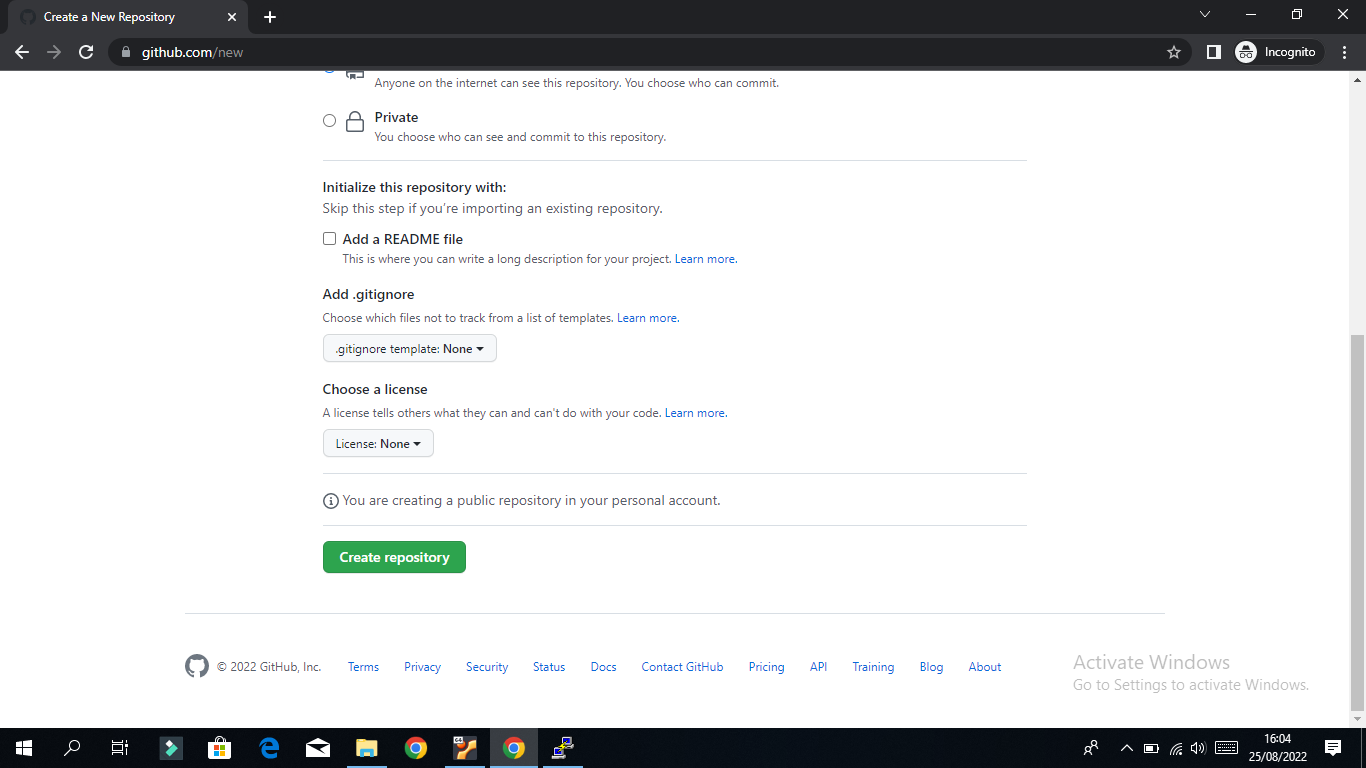 Create a New Repository
github.com/new
Incognito
Anyone on the internet can see this repository. You choose who can commit.
Private
You choose who can see and commit to this repository.
Initialize this repository with:
Skip this step if you're importing an existing repository.
Add a README file
This is where you can write a long description for your project. Learn more.
Add .gitignore
Choose which files not to track from a list of templates. Learn more.
.gitignore template: None
Choose a license
A license tells others what they can and can't do with your code. Learn more.
License: None
You are creating a public repository in your personal account.
Create repository
© 2022 GitHub, Inc. Terms Privacy Security Status Docs Contact GitHub Pricing API Training Blog About
Activate Windows
Go to Settings to activate Windows.
64
16:04
25/08/2022